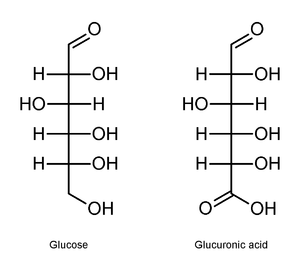 O O
H OH H OH
HO H HO H
H OH H OH
H OH H OH
OH O OH
Glucose Glucuronic acid